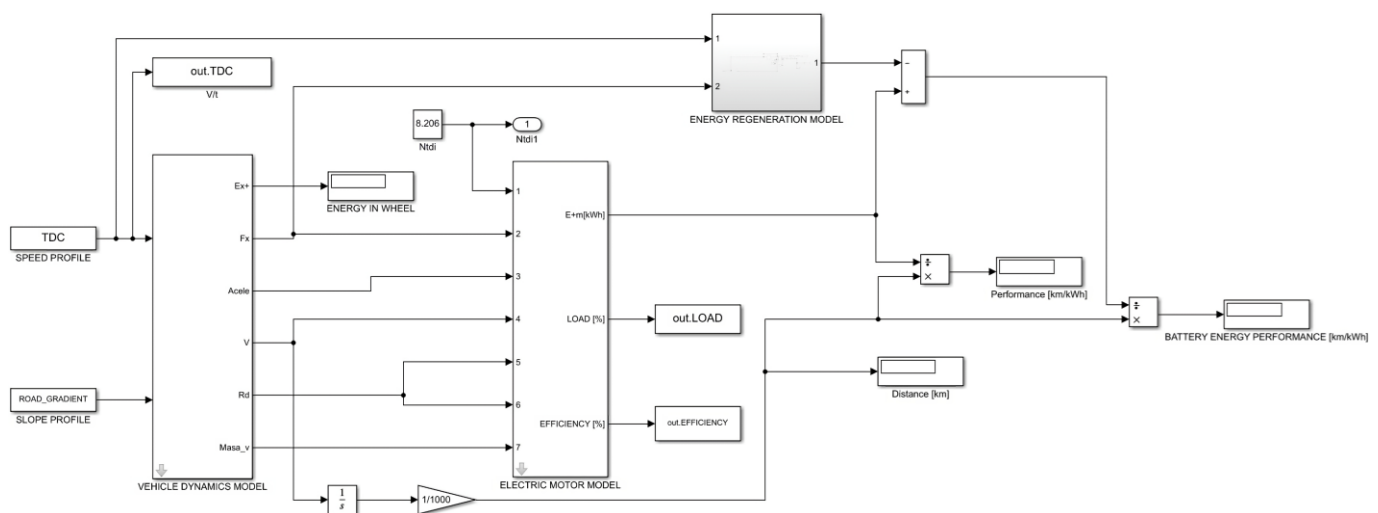 1
2
1
ENERGY REGENERATION MODEL
−
+
out.TDC
V/t
8.206
Ntdi
1
Ntdi1
TDC
SPEED PROFILE
ROAD_GRADIENT
SLOPE PROFILE
Ex+
Fx
Acele
V
Rd
Masa_v
VEHICLE DYNAMICS MODEL
ENERGY IN WHEEL
1
2
3
4
5
6
7
E+m[kWh]
LOAD [%]
EFFICIENCY [%]
ELECTRIC MOTOR MODEL
out.LOAD
out.EFFICIENCY
÷
×
Performance [km/kWh]
÷
×
BATTERY ENERGY PERFORMANCE [km/kWh]
Distance [km]
1
s
1/1000